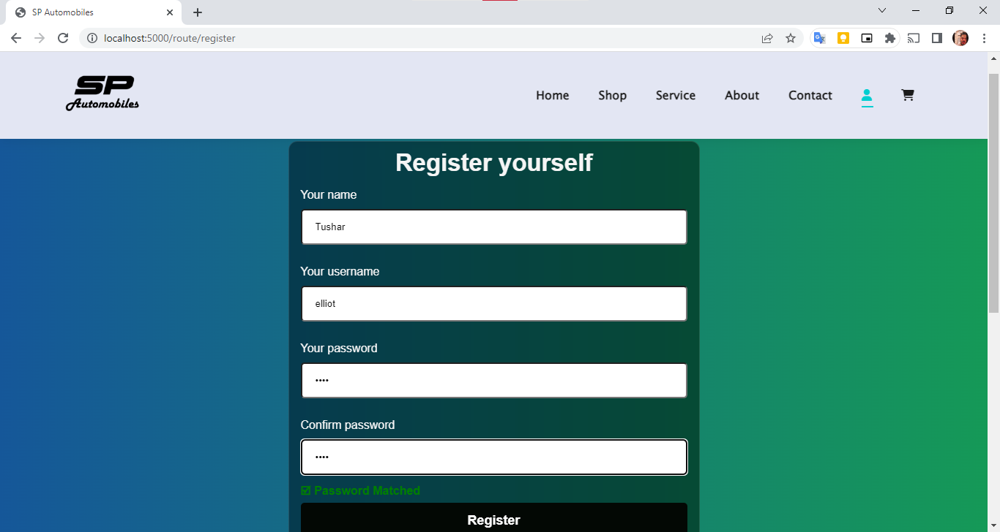 SP Automobiles
localhost:5000/route/register
SP
Automobiles
Home Shop Service About Contact
Register yourself
Your name
Tushar
Your username
elliot
Your password
••••
Confirm password
••••
☑ Password Matched
Register